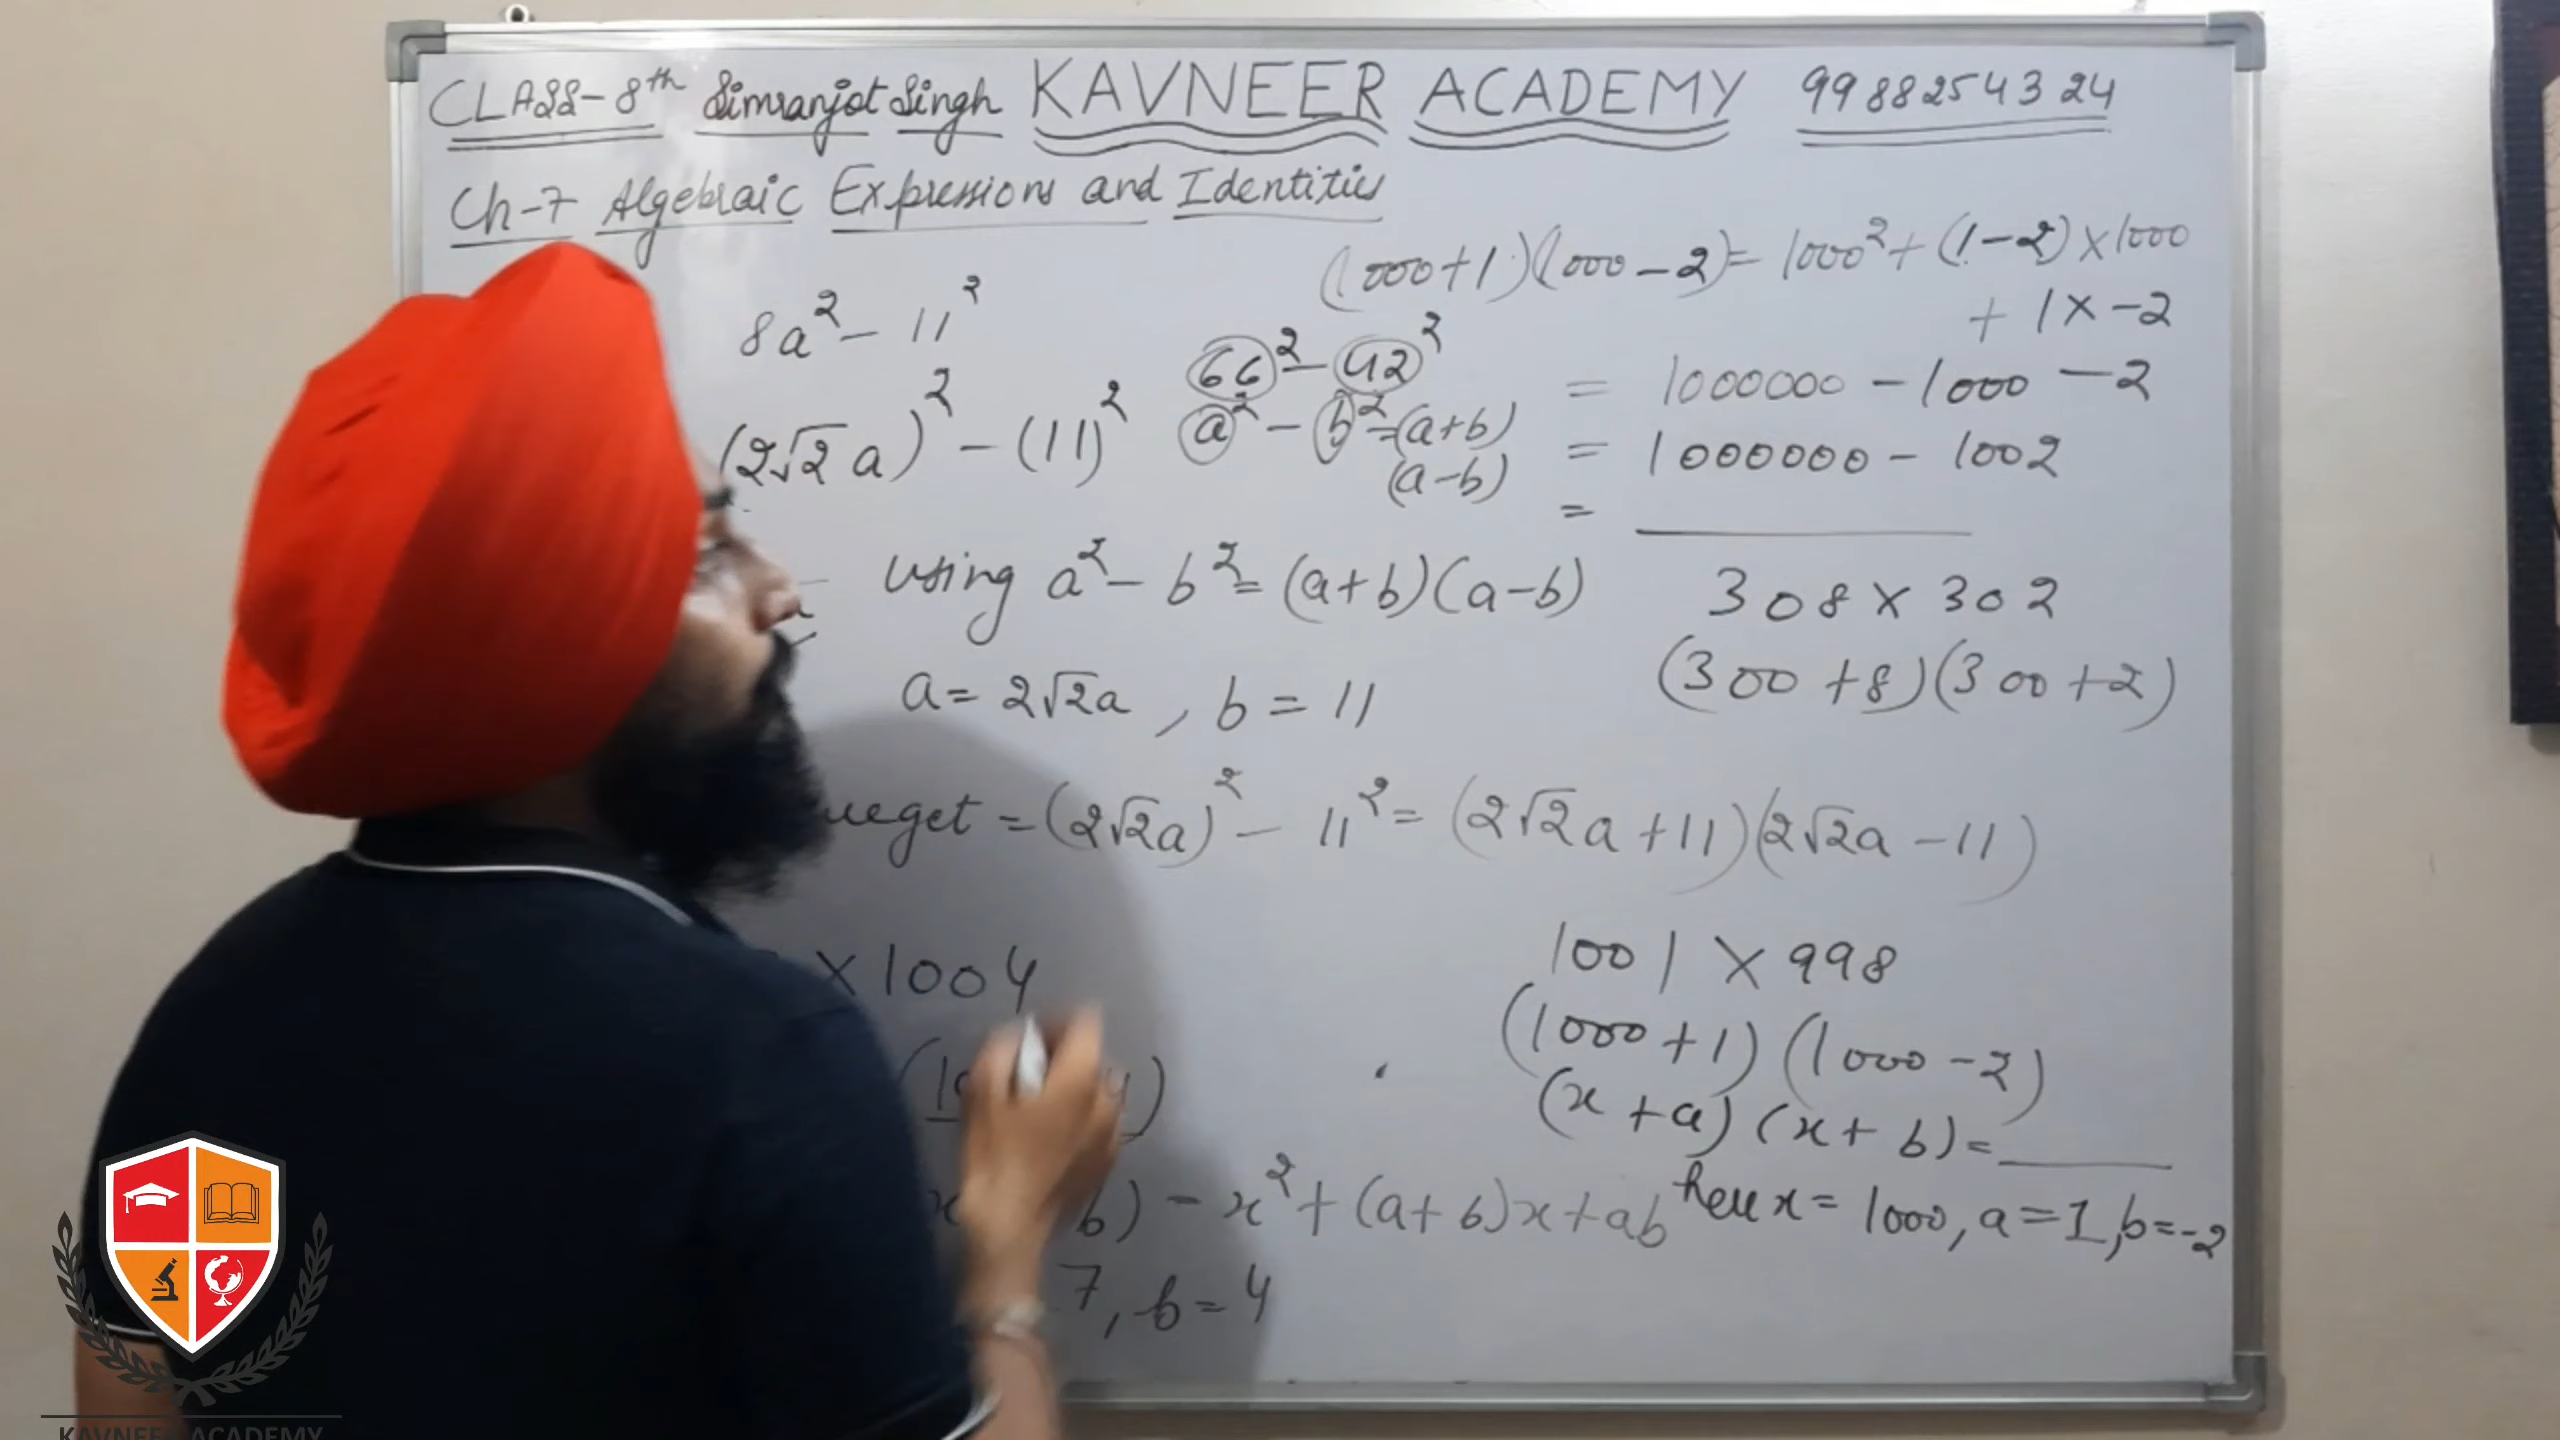 CLASS-8th Simranjot Singh KAVNEER ACADEMY 9988254324
Ch-7 Algebraic Expressions and Identities
(1000+1)(1000-2)= 1000²+(1-2)×1000
+ 1×-2
= 1000000 -1000 -2
= 1000000 - 1002
=
8a² - 11²
(2√2 a)² - (11)²
66² - 42²
a² - b²=(a+b)
(a-b)
308×302
(300+8)(300+2)
using a² - b²= (a+b)(a-b)
a= 2√2a, b=11
we get =(2√2a)² - 11²= (2√2a+11)(2√2a-11)
×1004
b) = x²+(a+b)x+ab
7, b=4
1001×998
(1000+1)(1000-2)
(x+a)(x+b)=
here x= 1000, a=1, b=-2
KAVNEER ACADEMY